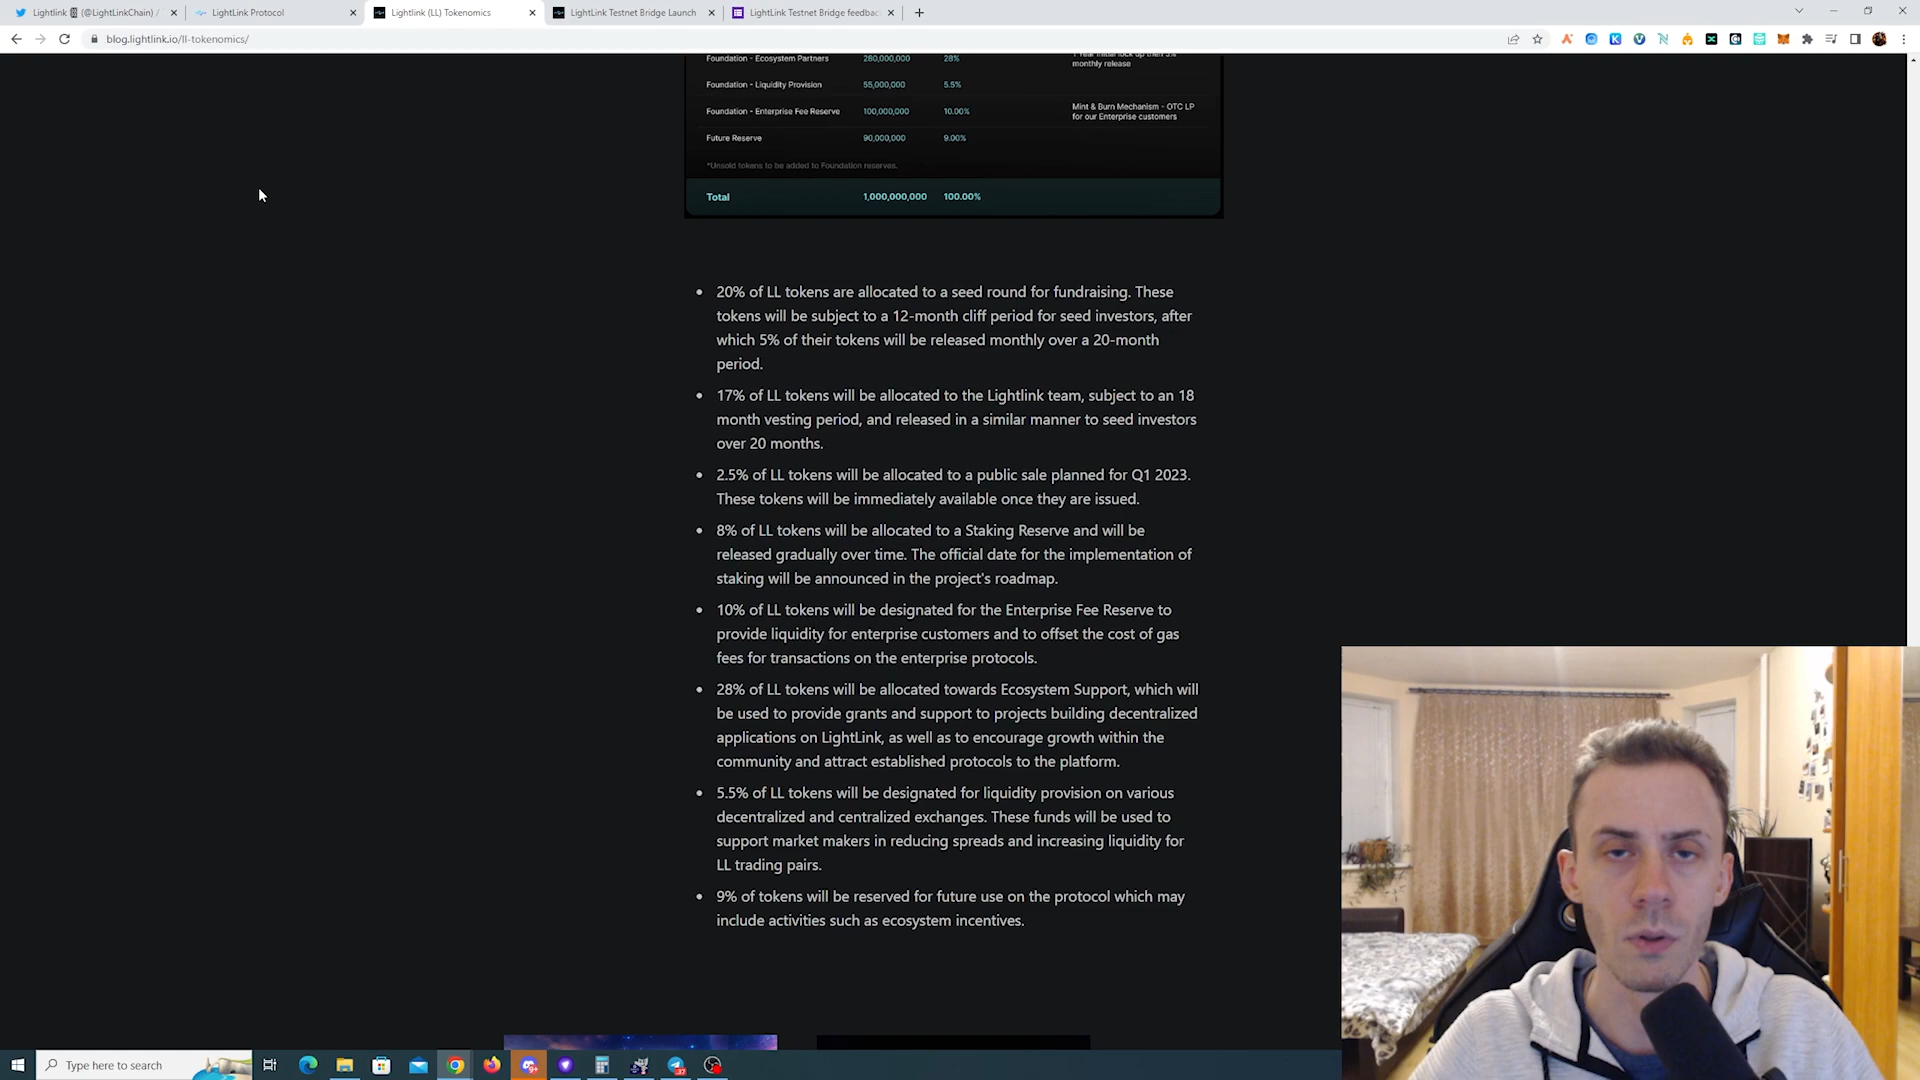 Lightlink (@LightLinkChain) /
LightLink Protocol
Lightlink (LL) Tokenomics
LightLink Testnet Bridge Launch
LightLink Testnet Bridge feedbac
blog.lightlink.io/ll-tokenomics/
Foundation - Ecosystem Partners 280,000,000 28%
monthly release
Foundation - Liquidity Provision 55,000,000 5.5%
Foundation - Enterprise Fee Reserve 100,000,000 10.00% Mint & Burn Mechanism - OTC LP
for our Enterprise customers
Future Reserve 90,000,000 9.00%
*Unsold tokens to be added to Foundation reserves.
Total 1,000,000,000 100.00%
20% of LL tokens are allocated to a seed round for fundraising. These
tokens will be subject to a 12-month cliff period for seed investors, after
which 5% of their tokens will be released monthly over a 20-month
period.
17% of LL tokens will be allocated to the Lightlink team, subject to an 18
month vesting period, and released in a similar manner to seed investors
over 20 months.
2.5% of LL tokens will be allocated to a public sale planned for Q1 2023.
These tokens will be immediately available once they are issued.
8% of LL tokens will be allocated to a Staking Reserve and will be
released gradually over time. The official date for the implementation of
staking will be announced in the project's roadmap.
10% of LL tokens will be designated for the Enterprise Fee Reserve to
provide liquidity for enterprise customers and to offset the cost of gas
fees for transactions on the enterprise protocols.
28% of LL tokens will be allocated towards Ecosystem Support, which will
be used to provide grants and support to projects building decentralized
applications on LightLink, as well as to encourage growth within the
community and attract established protocols to the platform.
5.5% of LL tokens will be designated for liquidity provision on various
decentralized and centralized exchanges. These funds will be used to
support market makers in reducing spreads and increasing liquidity for
LL trading pairs.
9% of tokens will be reserved for future use on the protocol which may
include activities such as ecosystem incentives.
Type here to search